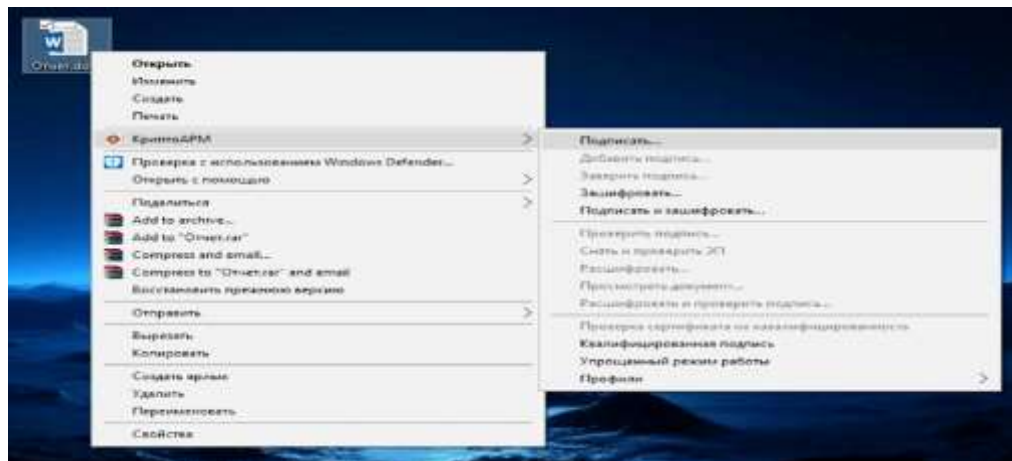 Отчет.do
Открыть
Изменить
Создать
Печать
КриптоАРМ
Проверка с использованием Windows Defender...
Открыть с помощью
Поделиться
Add to archive...
Add to "Отчет.rar"
Compress and email...
Compress to "Отчет.rar" and email
Восстановить прежнюю версию
Отправить
Вырезать
Копировать
Создать ярлык
Удалить
Переименовать
Свойства
Подписать...
Добавить подпись...
Заверить подпись...
Зашифровать...
Подписать и зашифровать...
Проверить подпись...
Снять и проверить ЭП
Расшифровать...
Просмотреть документ...
Расшифровать и проверить подпись...
Проверка сертификата на квалифицированность
Квалифицированная подпись
Упрощенный режим работы
Профили